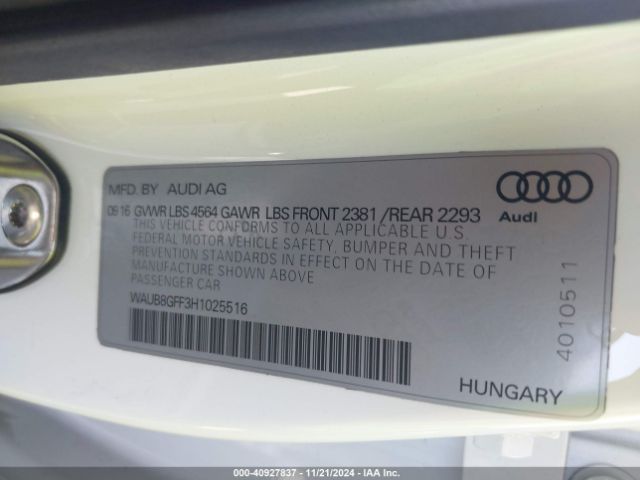 MFD. BY AUDI AG
09 16 GVWR LBS 4564 GAWR LBS FRONT 2381 /REAR 2293
THIS VEHICLE CONFORMS TO ALL APPLICABLE U.S.
FEDERAL MOTOR VEHICLE SAFETY, BUMPER AND THEFT
PREVENTION STANDARDS IN EFFECT ON THE DATE OF
MANUFACTURE SHOWN ABOVE
PASSENGER CAR
WAUB8GFF3H1025516
Audi
4010511
HUNGARY
000-40927837 - 11/21/2024 - IAA Inc.